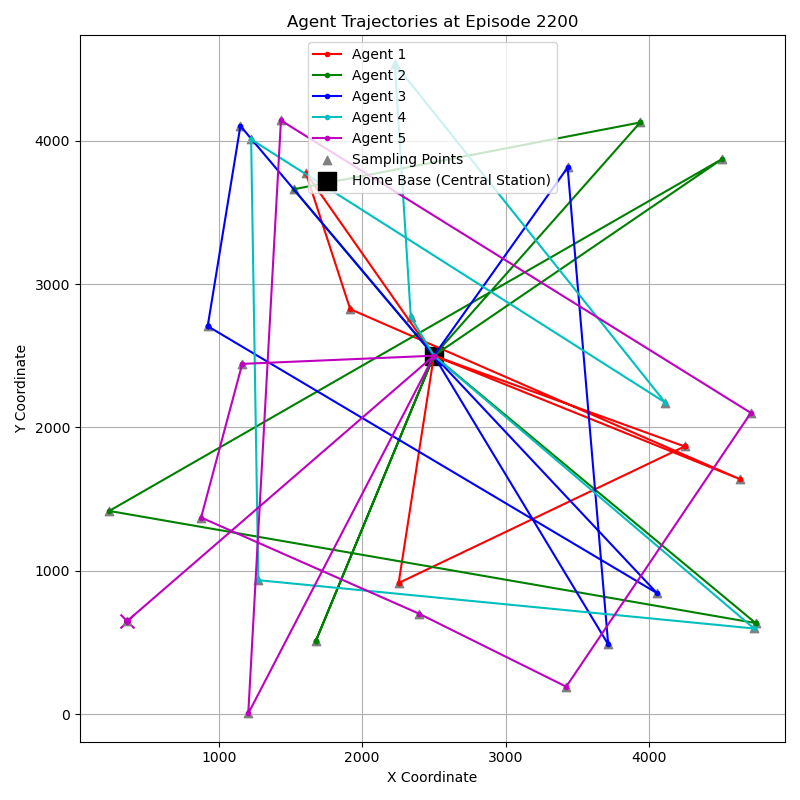 Agent Trajectories at Episode 2200
Agent 1
Agent 2
Agent 3
Agent 4
Agent 5
Sampling Points
Home Base (Central Station)
Y Coordinate
4000
3000
2000
1000
0
1000
2000
3000
4000
X Coordinate